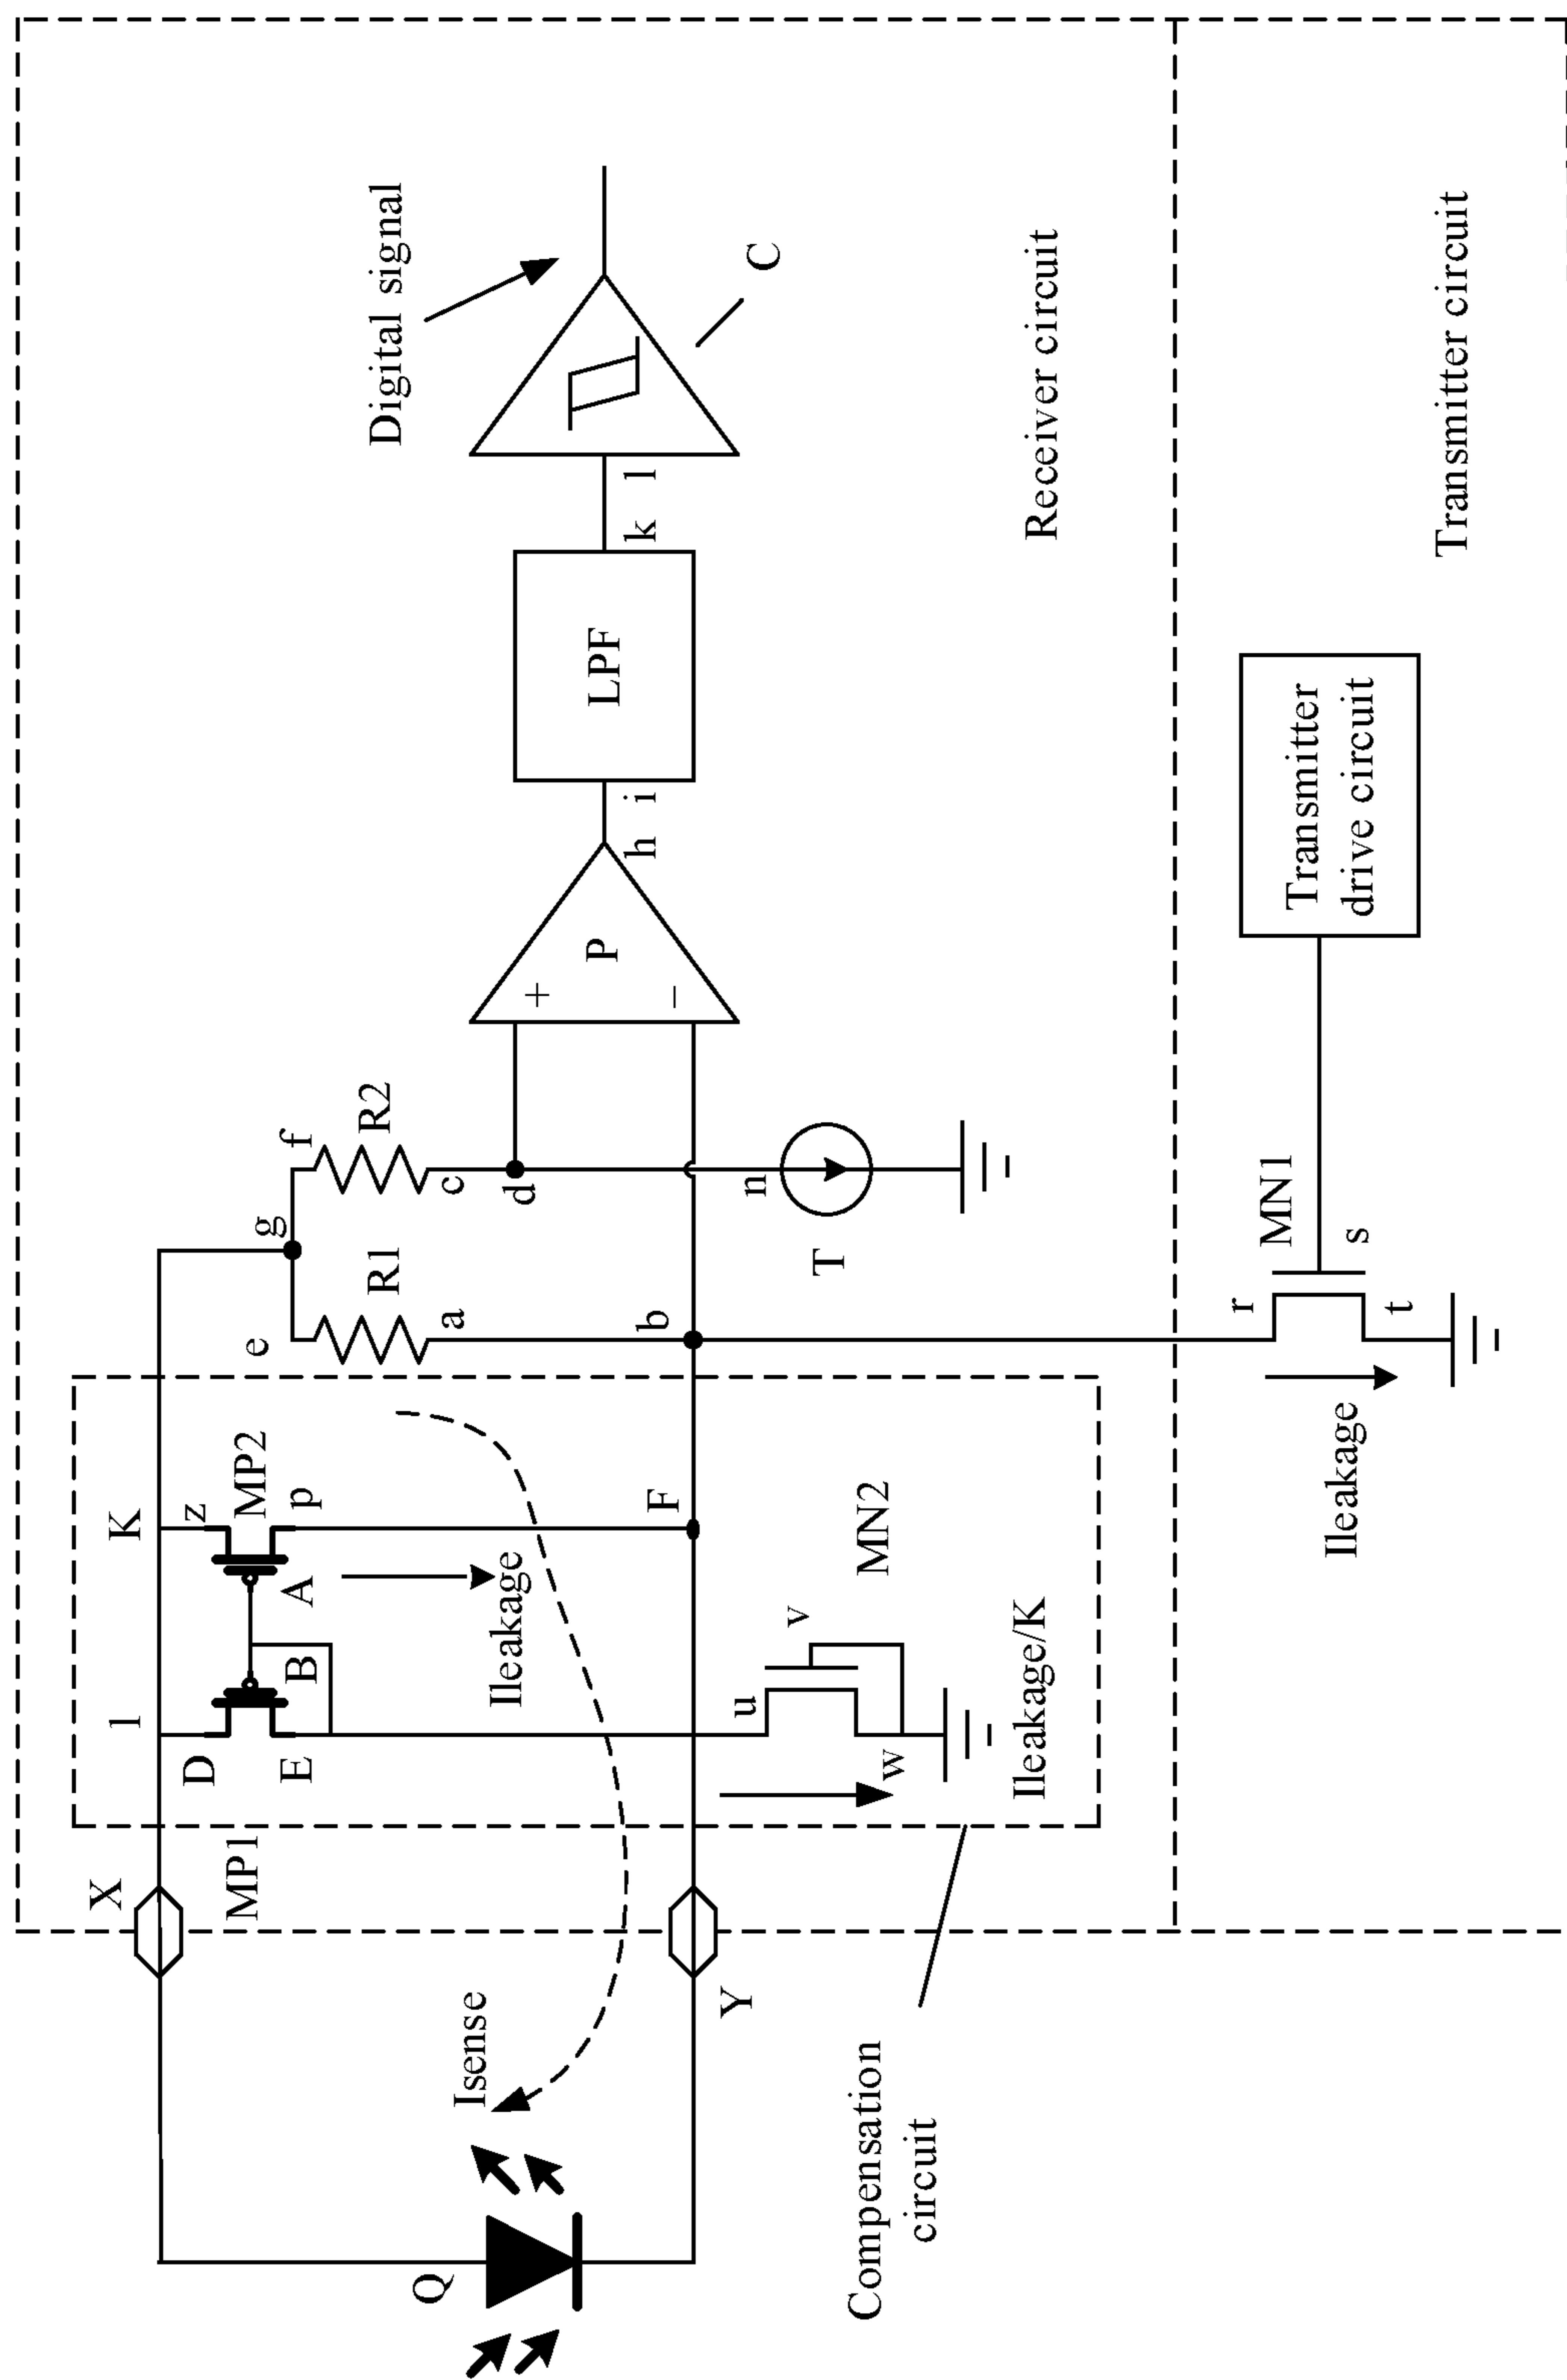 X
MP1
1
K
D
E
B
A
z
MP2
p
Ileakage
F
e
R1
a
b
g
f
R2
c
d
n
T
+
−
P
h
i
LPF
k
l
C
Digital signal
Receiver circuit
Q
Isense
Y
Compensation
circuit
u
v
w
MN2
Ileakage/K
Ileakage
r
MN1
s
t
Transmitter
drive circuit
Transmitter circuit